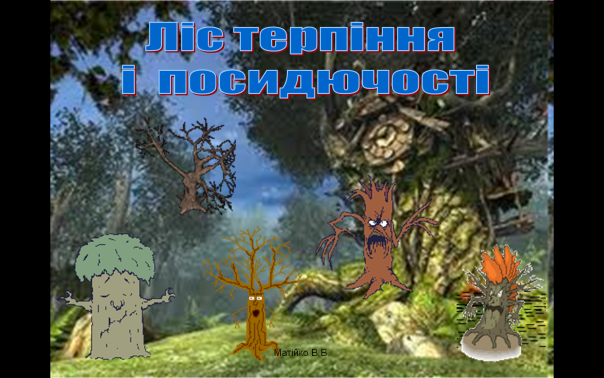 Ліс терпіння
і посидючості
Матійко В.В.